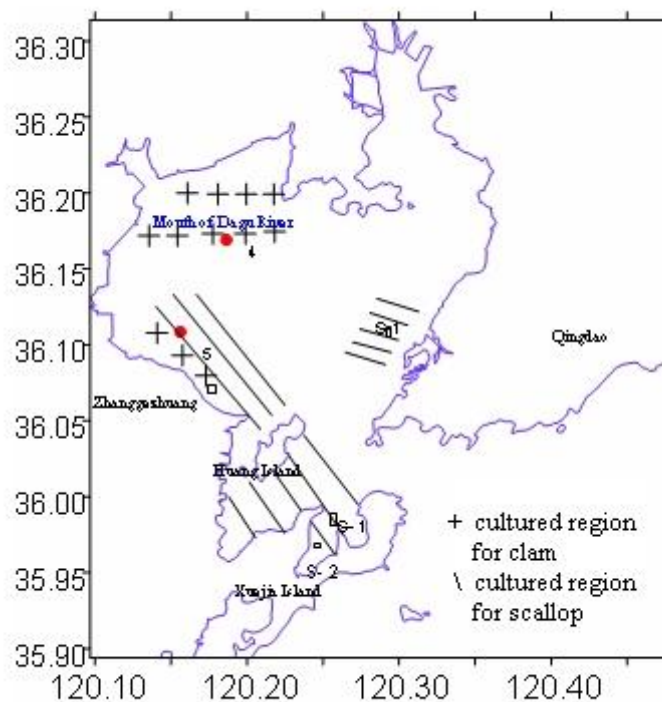 36.30
36.25
36.20
Mouth of Dagu River
36.15
4
36.10
Qingdao
5
36.05
Huang Island
36.00
S- 1
+ cultured region
for clam
35.95
S- 2
\ cultured region
for scallop
Island
35.90
120.10
120.20
120.30
120.40